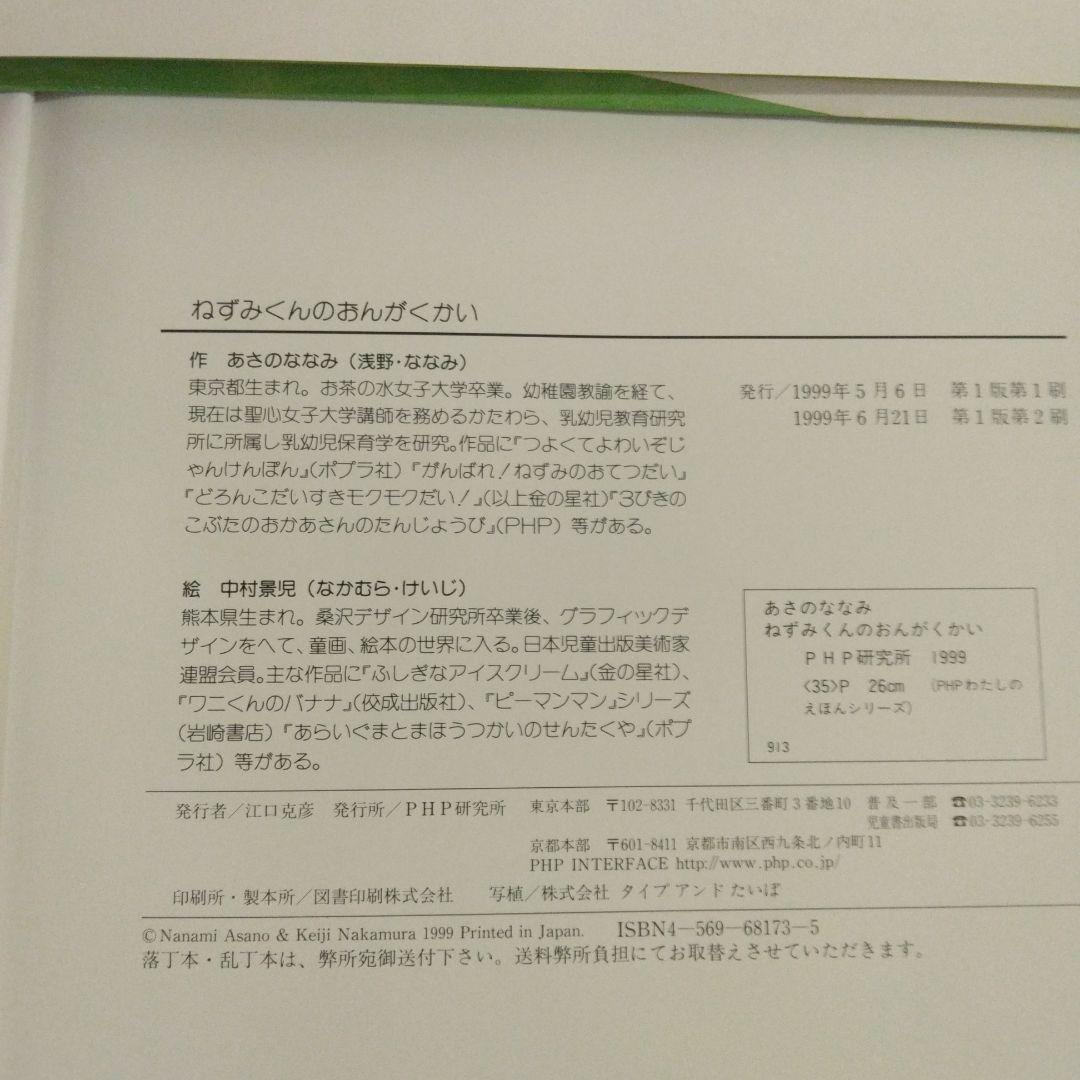 ねずみくんのおんがくかい
作　あさのななみ（浅野・ななみ）
東京都生まれ。お茶の水女子大学卒業。幼稚園教諭を経て、
現在は聖心女子大学講師を務めるかたわら、乳幼児教育研究
所に所属し乳幼児保育学を研究。作品に『つよくてよわいぞじ
ゃんけんぽん』（ポプラ社）『がんばれ！ねずみのおてつだい』
『どろんこだいすきモクモクだい！』（以上金の星社）『3びきの
こぶたのおかあさんのたんじょうび』（PHP）等がある。
発行／1999年5月6日　第1版第1刷
1999年6月21日　第1版第2刷
絵　中村景児（なかむら・けいじ）
熊本県生まれ。桑沢デザイン研究所卒業後、グラフィックデ
ザインをへて、童画、絵本の世界に入る。日本児童出版美術家
連盟会員。主な作品に『ふしぎなアイスクリーム』（金の星社）、
『ワニくんのバナナ』（佼成出版社）、『ピーマンマン』シリーズ
（岩崎書店）『あらいぐまとまほうつかいのせんたくや』（ポプ
ラ社）等がある。
あさのななみ
ねずみくんのおんがくかい
PHP研究所　1999
〈35〉P　26cm　（PHPわたしの
えほんシリーズ）
913
発行者／江口克彦　発行所／PHP研究所　東京本部　〒102-8331 千代田区三番町3番地10　普及一部　☎03-3239-6233
児童書出版局　☎03-3239-6255
京都本部　〒601-8411 京都市南区西九条北ノ内町11
PHP INTERFACE http://www.php.co.jp/
印刷所・製本所／図書印刷株式会社　写植／株式会社 タイプアンドたいぽ
©Nanami Asano & Keiji Nakamura 1999 Printed in Japan.　ISBN4-569-68173-5
落丁本・乱丁本は、弊所宛御送付下さい。送料弊所負担にてお取替えさせていただきます。